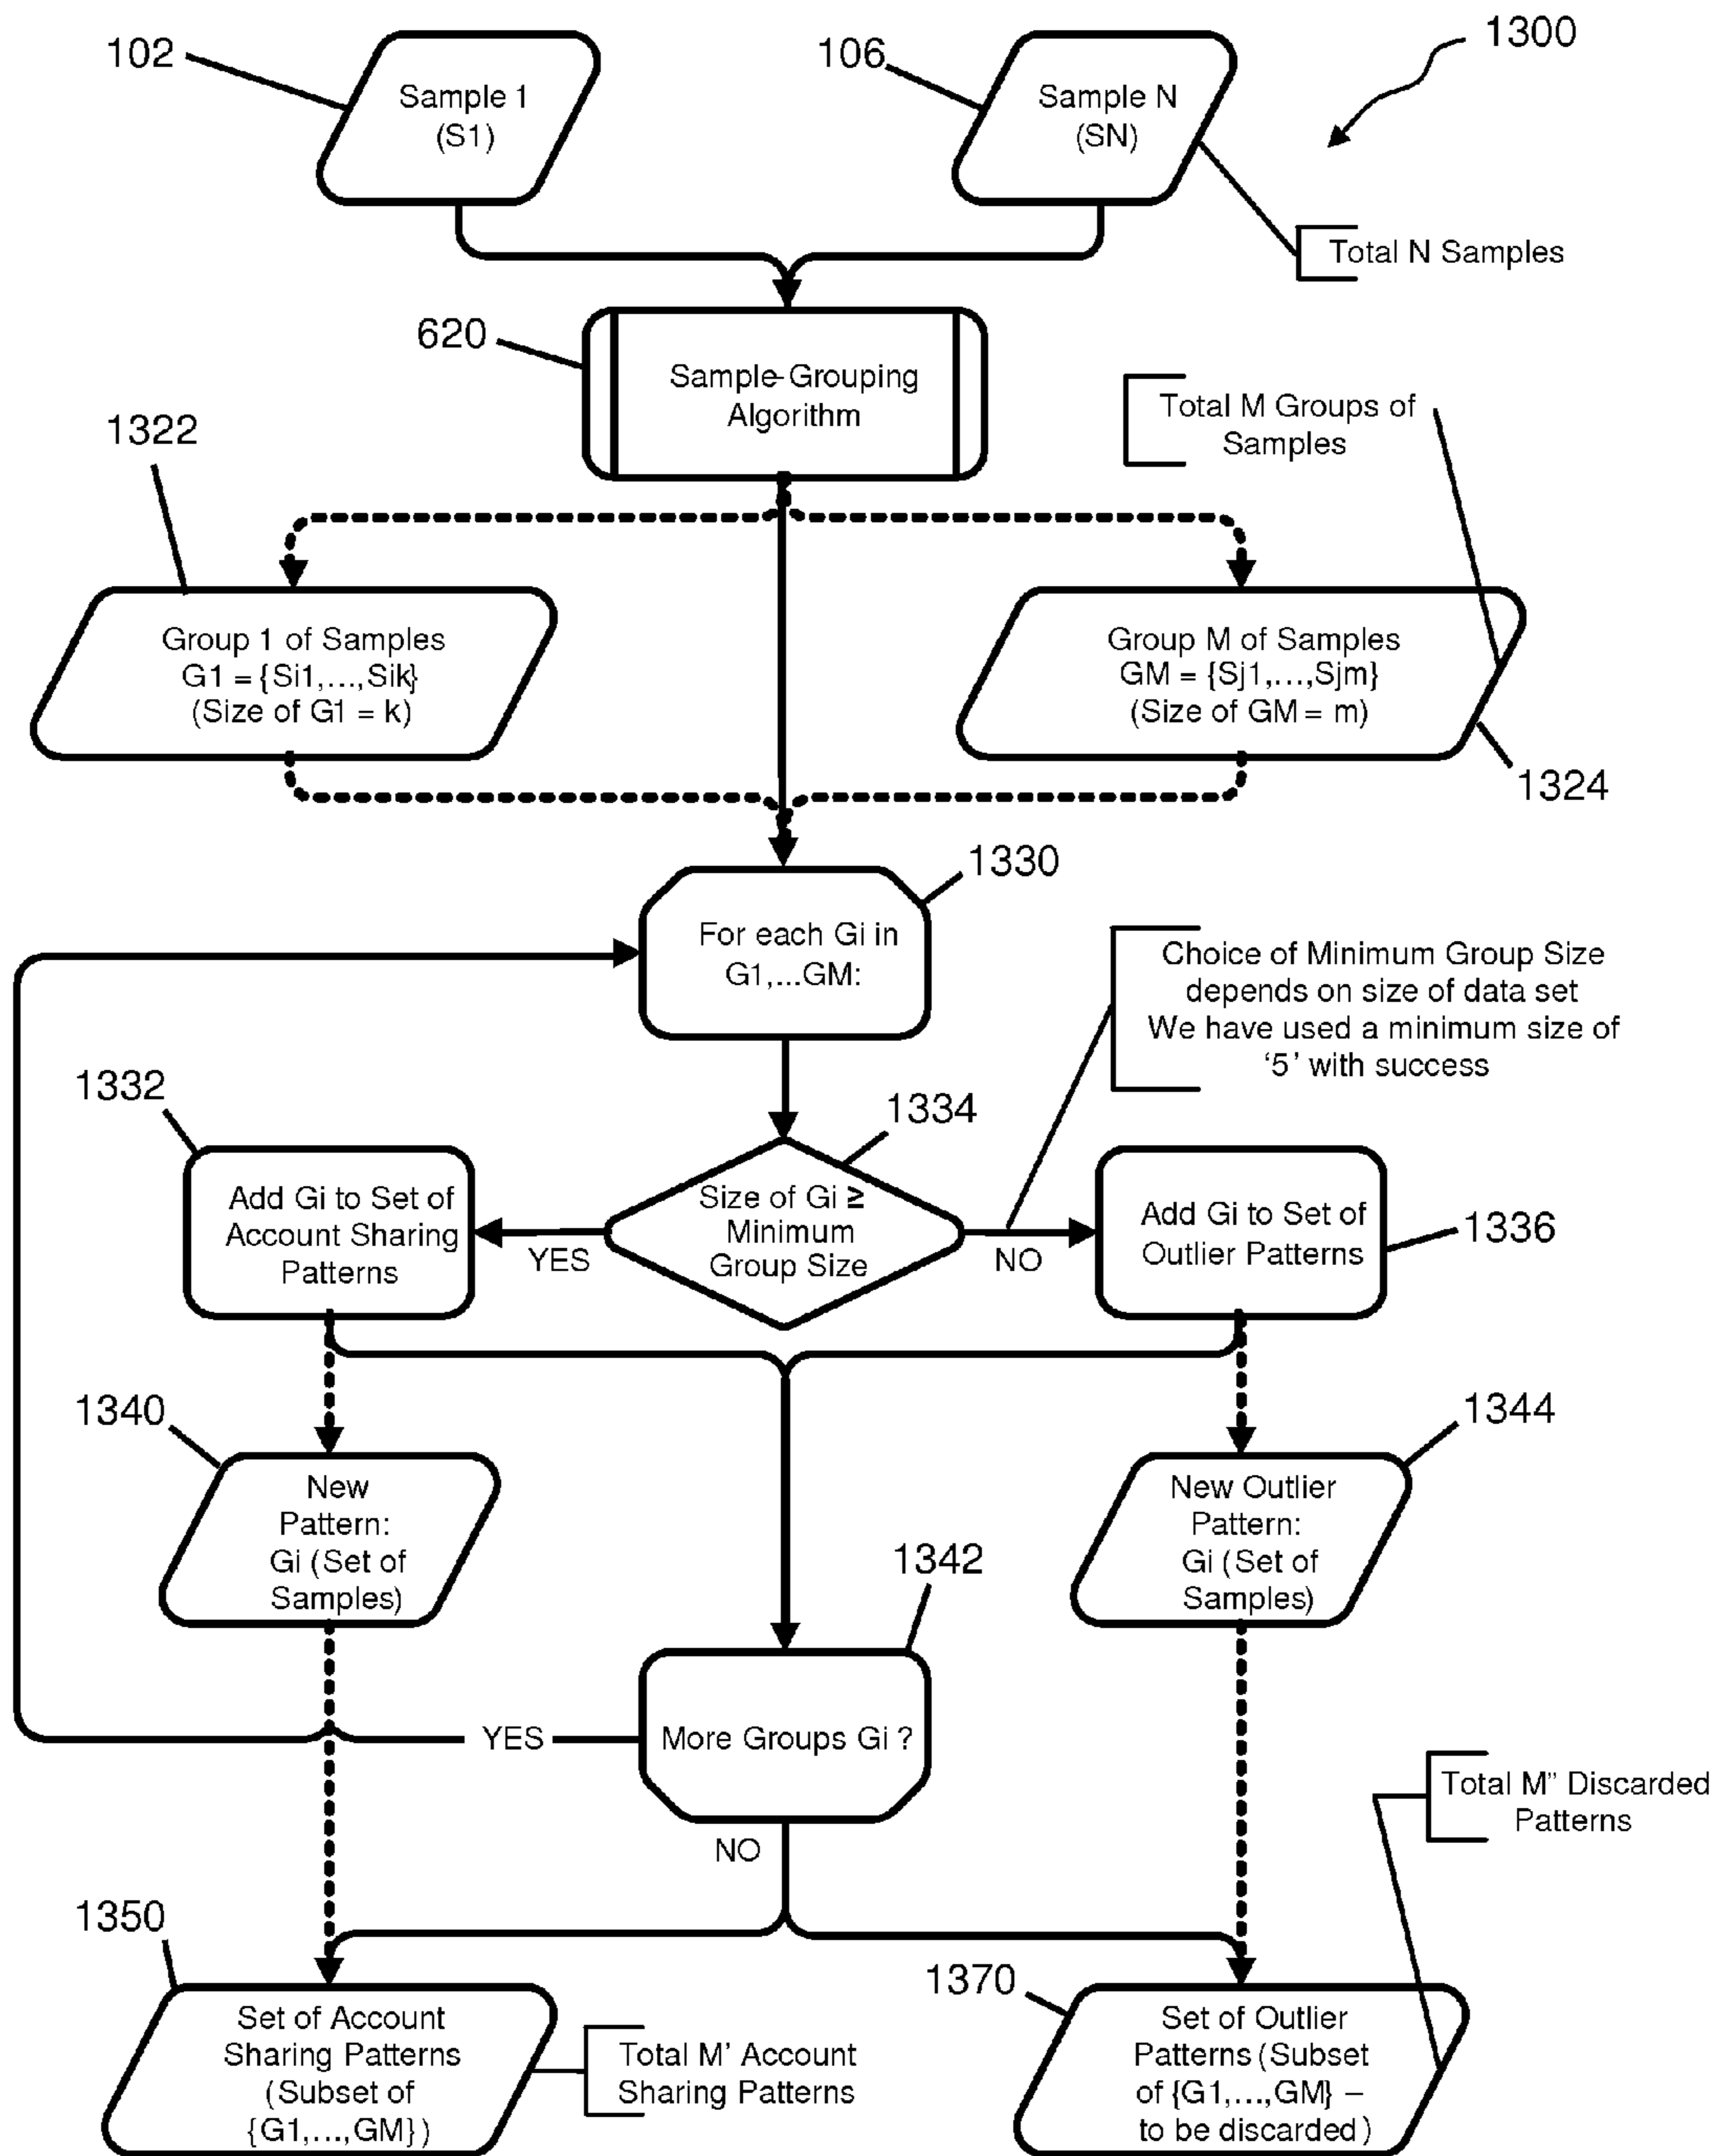 102
Sample 1
(S1)
106
Sample N
(SN)
1300
Total N Samples
620
Sample-Grouping
Algorithm
Total M Groups of
Samples
1322
Group 1 of Samples
G1 = {Si1,...,Sik}
(Size of G1 = k)
Group M of Samples
GM = {Sj1,...,Sjm}
(Size of GM = m)
1324
1330
For each Gi in
G1,...GM:
Choice of Minimum Group Size
depends on size of data set
We have used a minimum size of
‘5’ with success
1332
Add Gi to Set of
Account Sharing
Patterns
YES
1334
Size of Gi ≥
Minimum
Group Size
NO
Add Gi to Set of
Outlier Patterns
1336
1340
New
Pattern:
Gi (Set of
Samples)
1344
New Outlier
Pattern:
Gi (Set of
Samples)
1342
More Groups Gi ?
YES
NO
Total M” Discarded
Patterns
1350
Set of Account
Sharing Patterns
(Subset of
{G1,...,GM})
Total M’ Account
Sharing Patterns
1370
Set of Outlier
Patterns (Subset
of {G1,...,GM} –
to be discarded)